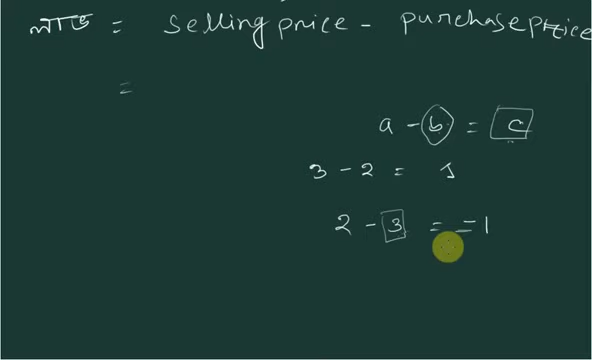 = selling price - purchase price
=
a - b = c
3 - 2 = 1
2 - 3 = = -1